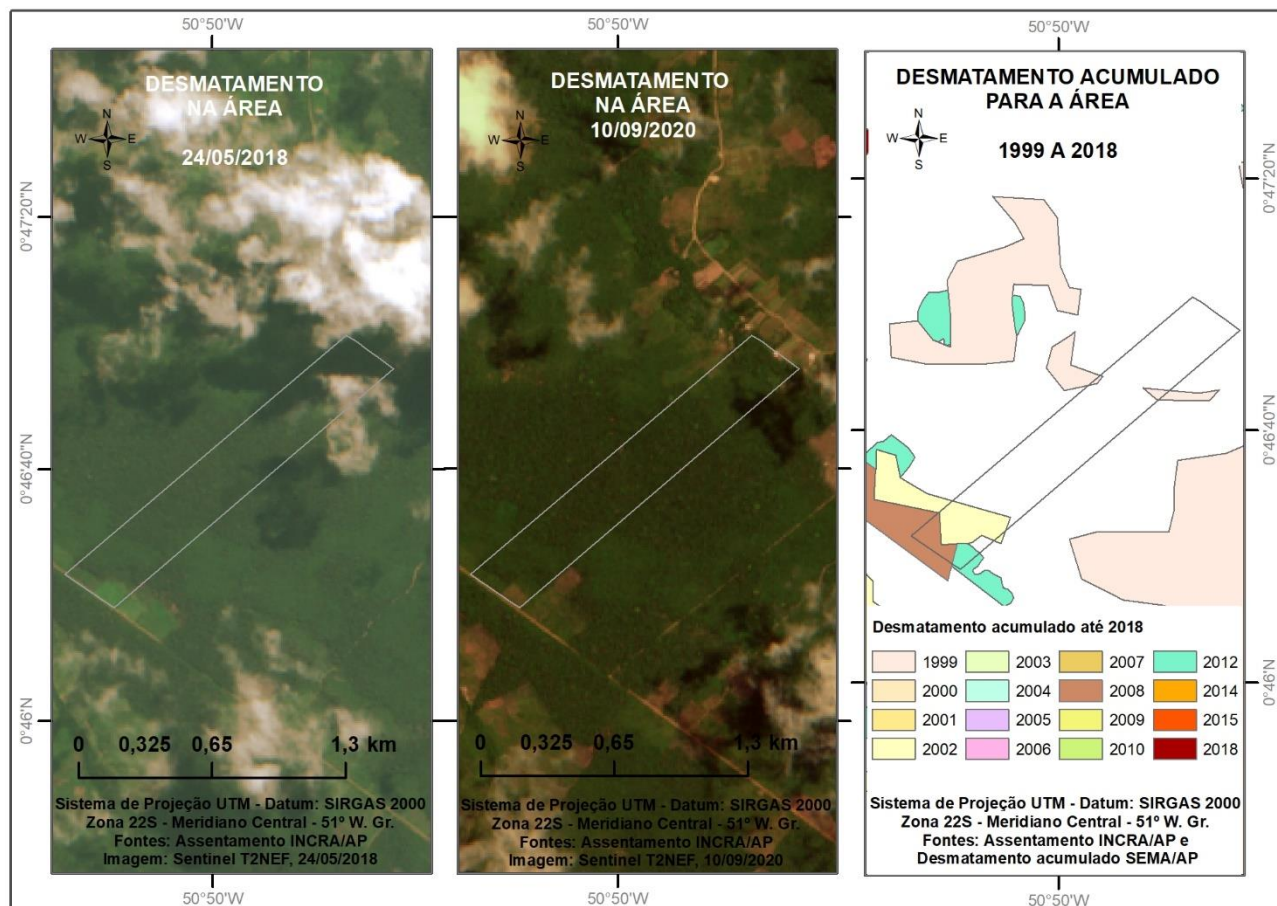 50°50'W
50°50'W
50°50'W
DESMATAMENTO
NA ÁREA
24/05/2018
N
W E
S
0°47'20"N
0°46'40"N
0°46'N
0 0,325 0,65 1,3 km
Sistema de Projeção UTM - Datum: SIRGAS 2000
Zona 22S - Meridiano Central - 51º W. Gr.
Fontes: Assentamento INCRA/AP
Imagem: Sentinel T2NEF, 24/05/2018
DESMATAMENTO
NA ÁREA
10/09/2020
N
W E
S
0 0,325 0,65 1,3 km
Sistema de Projeção UTM - Datum: SIRGAS 2000
Zona 22S - Meridiano Central - 51º W. Gr.
Fontes: Assentamento INCRA/AP
Imagem: Sentinel T2NEF, 10/09/2020
DESMATAMENTO ACUMULADO
PARA A ÁREA
1999 A 2018
N
W E
S
Desmatamento acumulado até 2018
1999 2003 2007 2012
2000 2004 2008 2014
2001 2005 2009 2015
2002 2006 2010 2018
Sistema de Projeção UTM - Datum: SIRGAS 2000
Zona 22S - Meridiano Central - 51º W. Gr.
Fontes: Assentamento INCRA/AP e
Desmatamento acumulado SEMA/AP
0°47'20"N
0°46'40"N
0°46'N
50°50'W
50°50'W
50°50'W